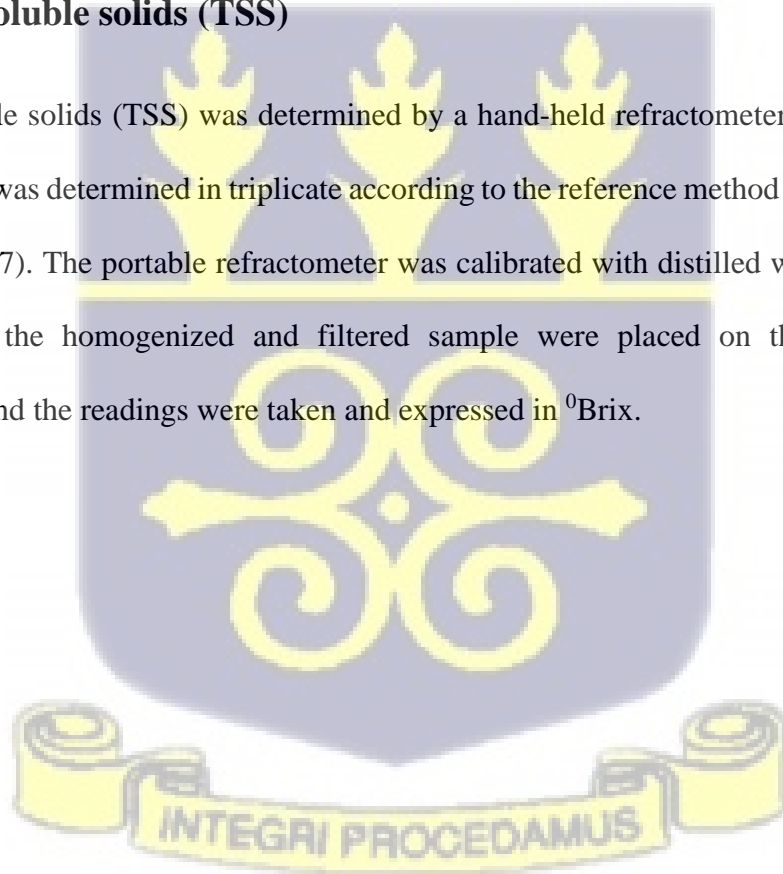 oluble solids (TSS)
le solids (TSS) was determined by a hand-held refractometer
was determined in triplicate according to the reference method
7). The portable refractometer was calibrated with distilled w
the homogenized and filtered sample were placed on th
nd the readings were taken and expressed in ⁰Brix.
INTEGRI PROCEDAMUS